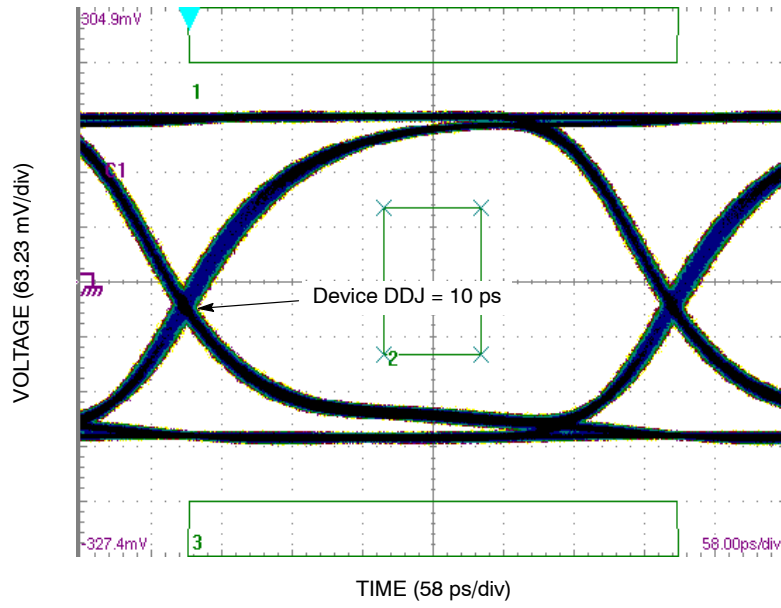 304.9mV
1
C1
VOLTAGE (63.23 mV/div)
Device DDJ = 10 ps
2
-327.4mV
3
58.00ps/div
TIME (58 ps/div)